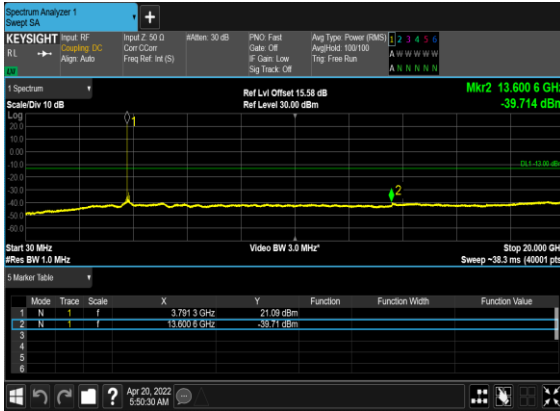 Spectrum Analyzer 1
Swept SA
+
KEYSIGHT Input: RF Input Z: 50 Ω #Atten: 30 dB PNO: Fast Avg Type: Power (RMS) 1 2 3 4 5 6
RL Coupling: DC Corr CCorr Gate: Off Avg|Hold: 100/100 A W W W W W
Align: Auto Freq Ref: Int (S) IF Gain: Low Trig: Free Run
Sig Track: Off A N N N N N
1 Spectrum Ref Lvl Offset 15.58 dB Mkr2 13.600 6 GHz
Scale/Div 10 dB Ref Level 30.00 dBm -39.714 dBm
Log
1
20.0
10.0
0.00
-10.0
DL1 -13.00 dBm
-20.0
-30.0
2
-40.0
-50.0
-60.0
Start 30 MHz Video BW 3.0 MHz* Stop 20.000 GH
#Res BW 1.0 MHz Sweep ~38.3 ms (40001 pts
5 Marker Table
Mode Trace Scale X Y Function Function Width Function Value
1 N 1 f 3.791 3 GHz 21.09 dBm
2 N 1 f 13.600 6 GHz -39.71 dBm
3
4
5
6
? Apr 20, 2022
5:50:30 AM